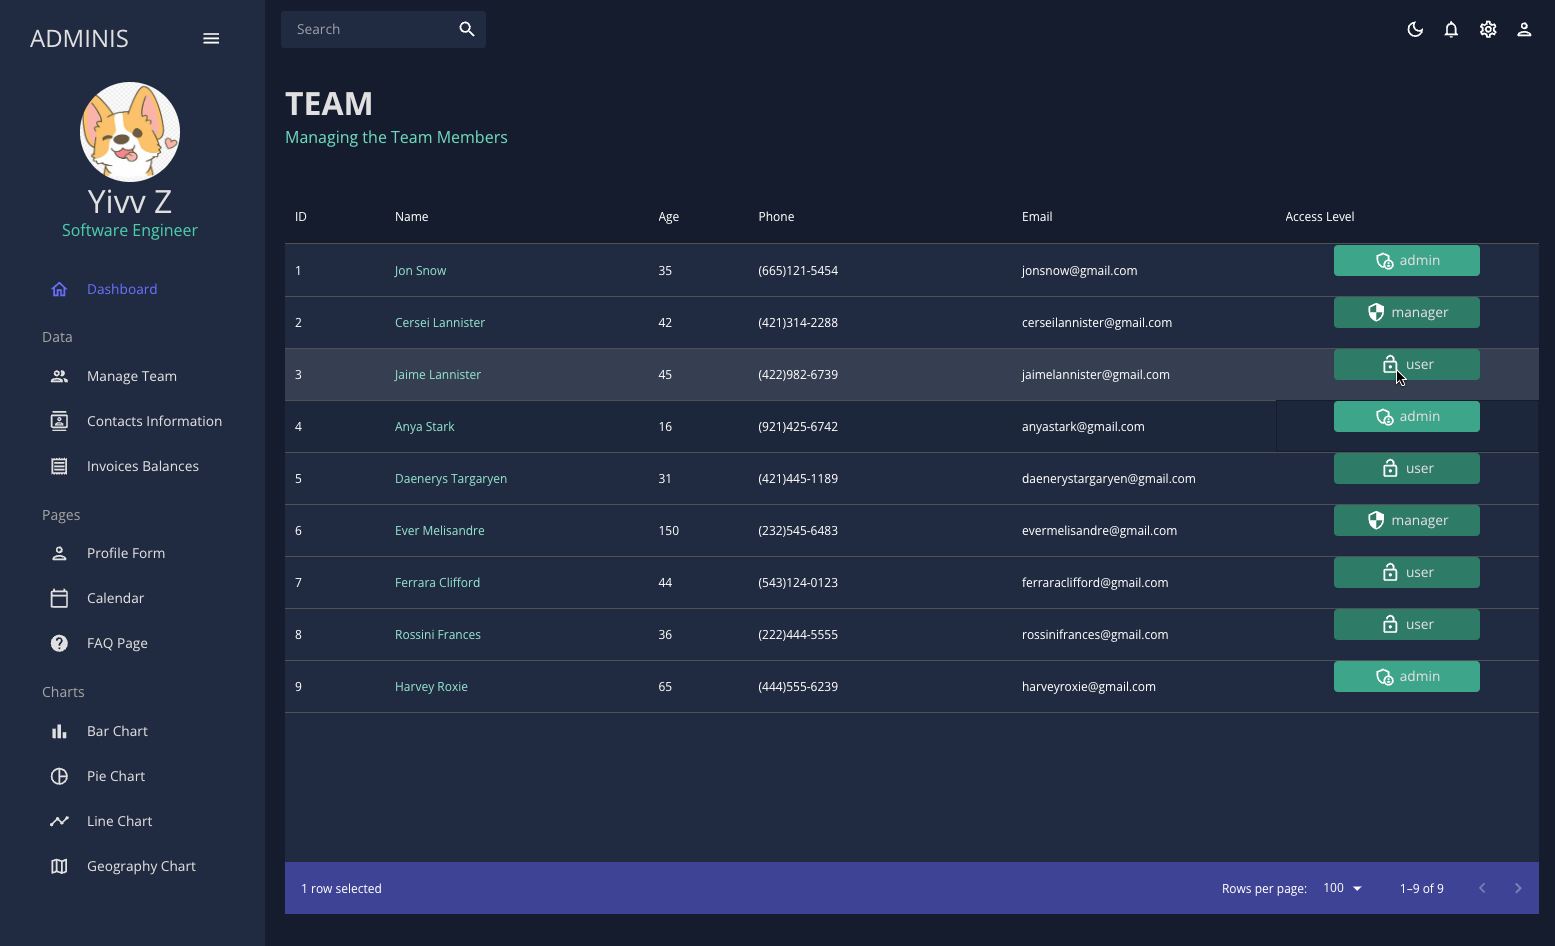 ADMINIS
Search
Yivv Z
Software Engineer
Dashboard
Data
Manage Team
Contacts Information
Invoices Balances
Pages
Profile Form
Calendar
FAQ Page
Charts
Bar Chart
Pie Chart
Line Chart
Geography Chart
TEAM
Managing the Team Members
ID Name Age Phone Email Access Level
1 Jon Snow 35 (665)121-5454 jonsnow@gmail.com admin
2 Cersei Lannister 42 (421)314-2288 cerseilannister@gmail.com manager
3 Jaime Lannister 45 (422)982-6739 jaimelannister@gmail.com user
4 Anya Stark 16 (921)425-6742 anyastark@gmail.com admin
5 Daenerys Targaryen 31 (421)445-1189 daenerystargaryen@gmail.com user
6 Ever Melisandre 150 (232)545-6483 evermelisandre@gmail.com manager
7 Ferrara Clifford 44 (543)124-0123 ferraraclifford@gmail.com user
8 Rossini Frances 36 (222)444-5555 rossinifrances@gmail.com user
9 Harvey Roxie 65 (444)555-6239 harveyroxie@gmail.com admin
1 row selected Rows per page: 100 1–9 of 9